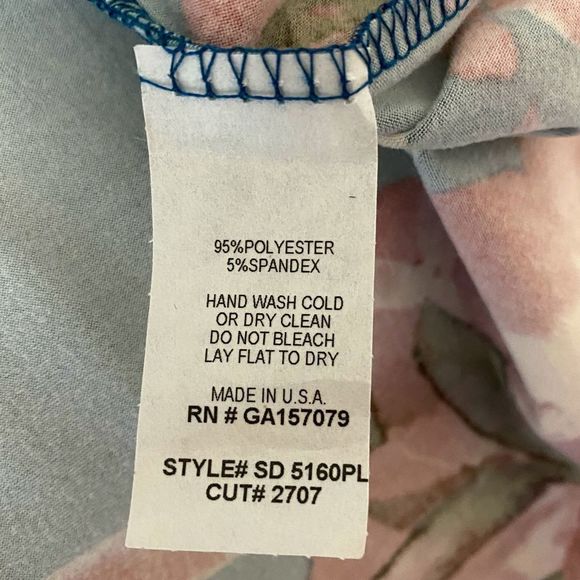 95%POLYESTER
5%SPANDEX
HAND WASH COLD
OR DRY CLEAN
DO NOT BLEACH
LAY FLAT TO DRY
MADE IN U.S.A.
RN # GA157079
STYLE# SD 5160PL
CUT# 2707